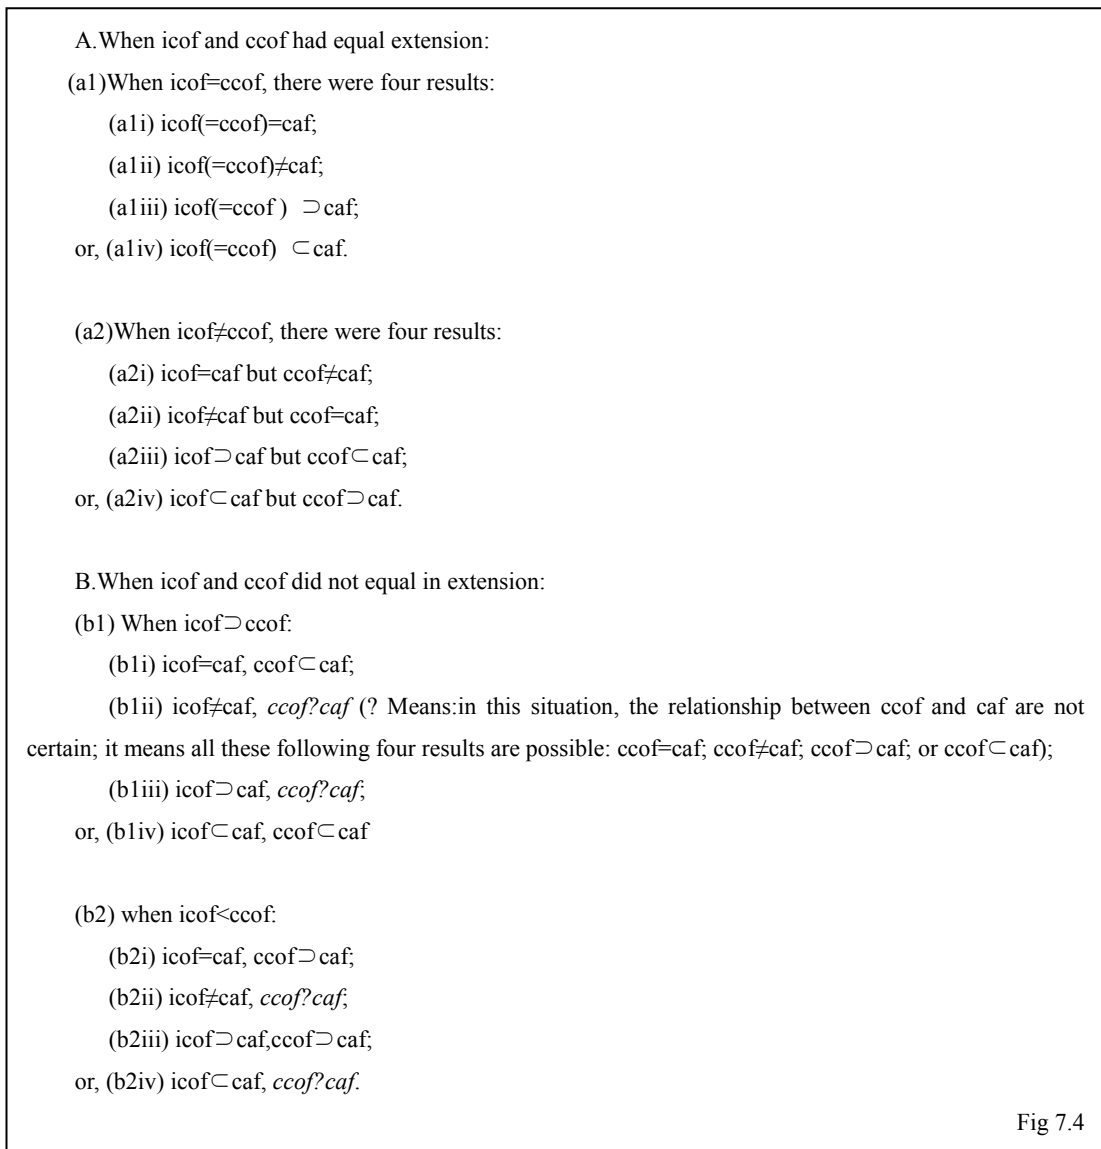 A.When icof and ccof had equal extension:
(a1)When icof=ccof, there were four results:
(a1i) icof(=ccof)=caf;
(a1ii) icof(=ccof)≠caf;
(a1iii) icof(=ccof ) ⊃caf;
or, (a1iv) icof(=ccof) ⊂caf.
(a2)When icof≠ccof, there were four results:
(a2i) icof=caf but ccof≠caf;
(a2ii) icof≠caf but ccof=caf;
(a2iii) icof⊃caf but ccof⊂caf;
or, (a2iv) icof⊂caf but ccof⊃caf.
B.When icof and ccof did not equal in extension:
(b1) When icof⊃ccof:
(b1i) icof=caf, ccof⊂caf;
(b1ii) icof≠caf, ccof?caf (? Means:in this situation, the relationship between ccof and caf are not
certain; it means all these following four results are possible: ccof=caf; ccof≠caf; ccof⊃caf; or ccof⊂caf);
(b1iii) icof⊃caf, ccof?caf;
or, (b1iv) icof⊂caf, ccof⊂caf
(b2) when icof<ccof:
(b2i) icof=caf, ccof⊃caf;
(b2ii) icof≠caf, ccof?caf;
(b2iii) icof⊃caf,ccof⊃caf;
or, (b2iv) icof⊂caf, ccof?caf.
Fig 7.4